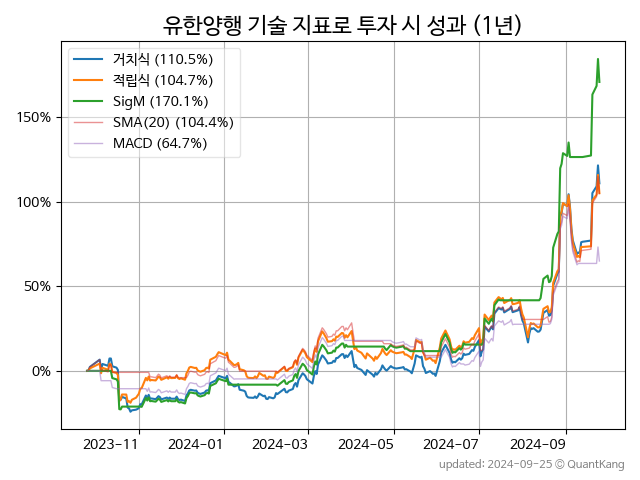 유한양행 기술 지표로 투자 시 성과 (1년)
거치식 (110.5%)
적립식 (104.7%)
SigM (170.1%)
SMA(20) (104.4%)
MACD (64.7%)
150%
100%
50%
0%
2023-11
2024-01
2024-03
2024-05
2024-07
2024-09
updated: 2024-09-25 © QuantKang